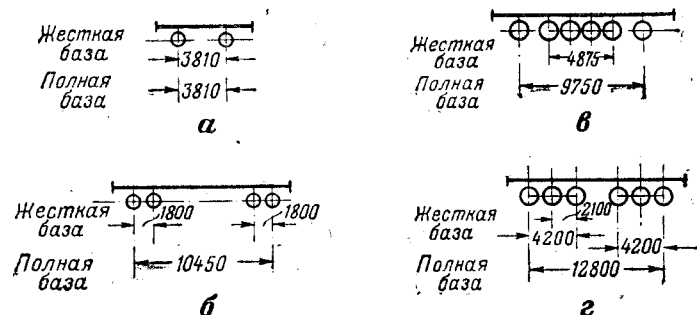 Жесткая
база
3810
Полная
база
3810
а
Жесткая
база
4875
Полная
база
9750
в
Жесткая
база
1800
1800
Полная
база
10450
б
Жесткая
база
2100
4200
4200
Полная
база
12800
г